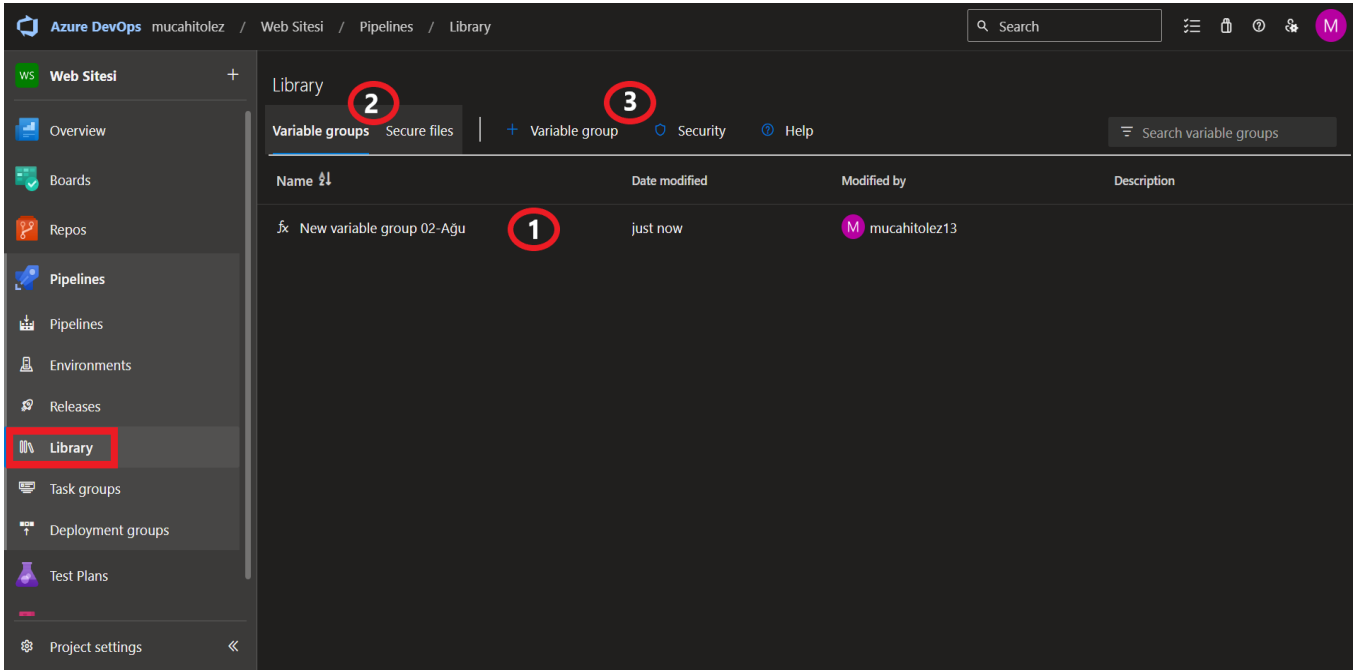 Azure DevOps mucahitolez / Web Sitesi / Pipelines / Library
Search
M
WS Web Sitesi +
Overview
Boards
Repos
Pipelines
Pipelines
Environments
Releases
Library
Task groups
Deployment groups
Test Plans
Project settings
Library
2
3
Variable groups Secure files + Variable group Security Help
Search variable groups
Name Date modified Modified by Description
fx New variable group 02-Ağu 1 just now M mucahitolez13